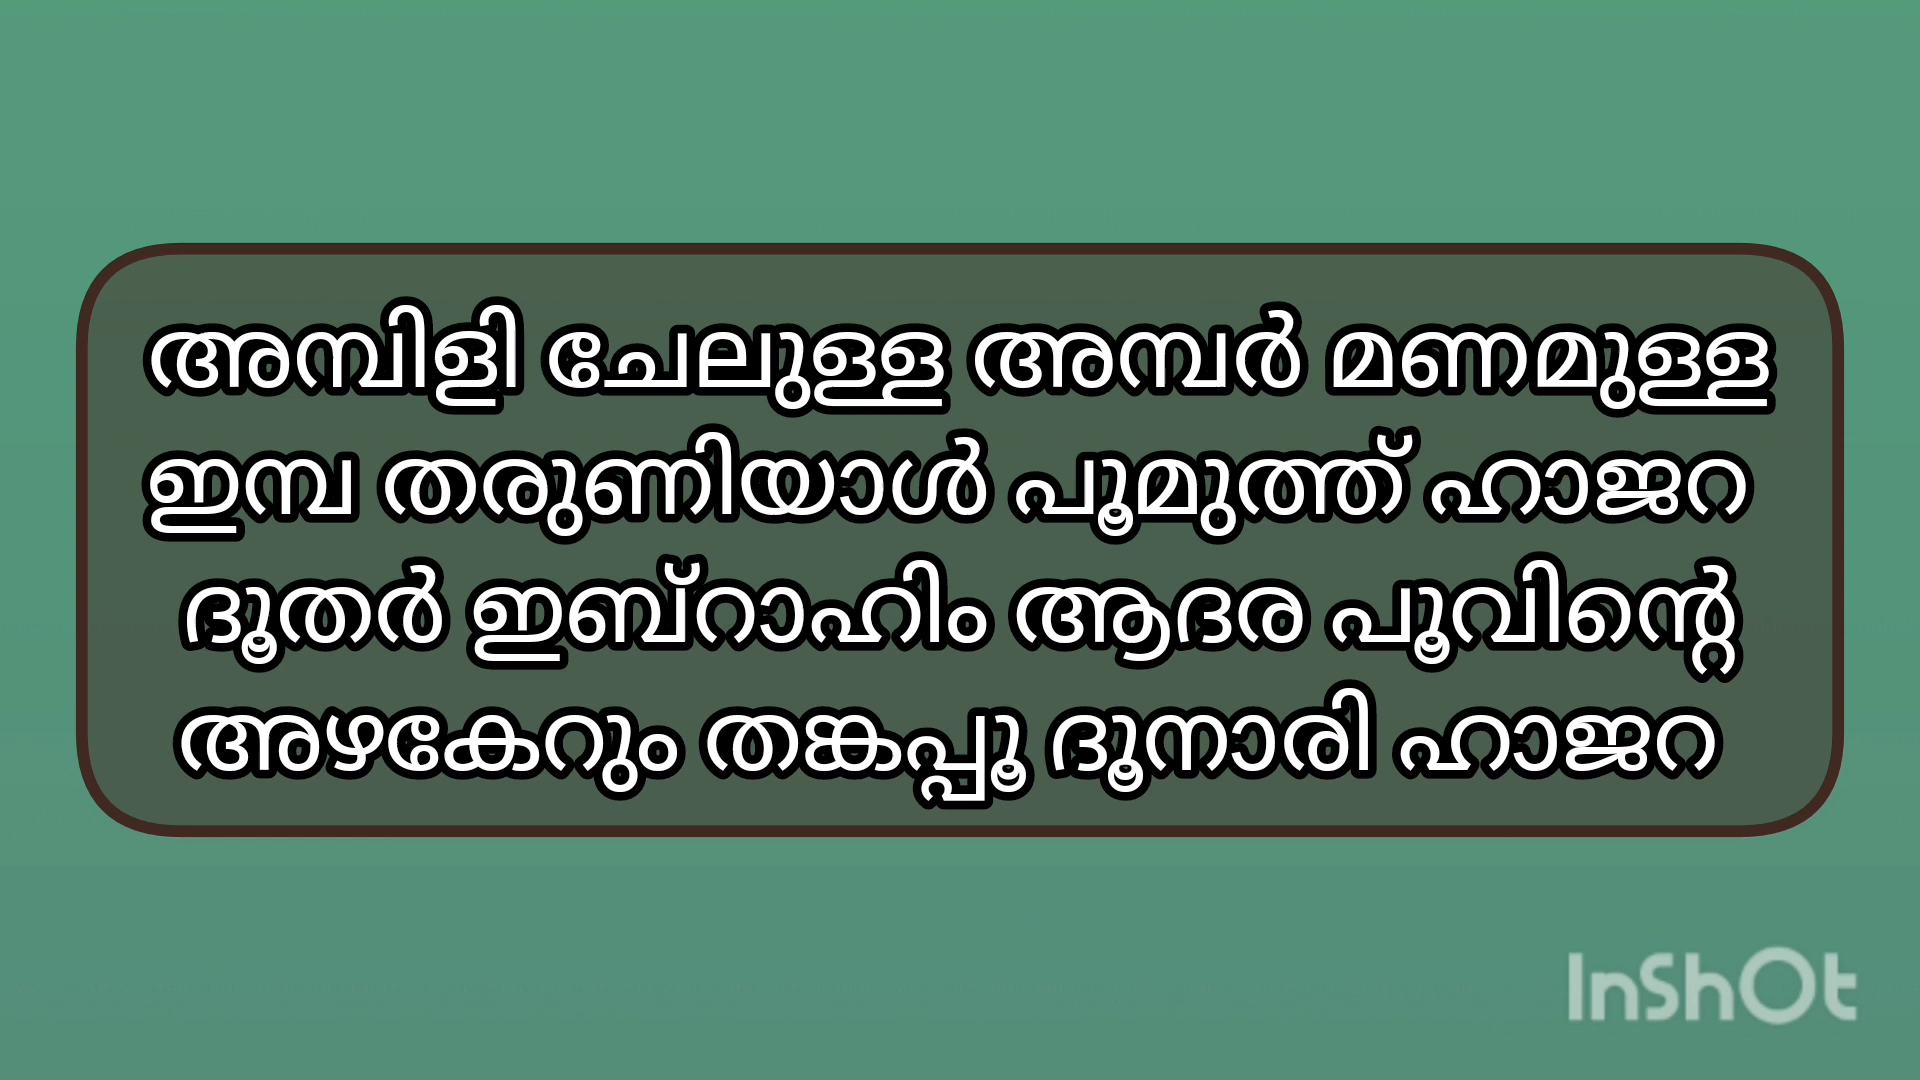 അമ്പിളി ചേലുള്ള അമ്പർ മണമുള്ള
ഇമ്പ തരുണിയാൾ പൂമുത്ത് ഹാജറ
ദൂതർ ഇബ്റാഹിം ആദര പൂവിന്റെ
അഴകേറും തങ്കപ്പൂ ദൂനാരി ഹാജറ
InShOt